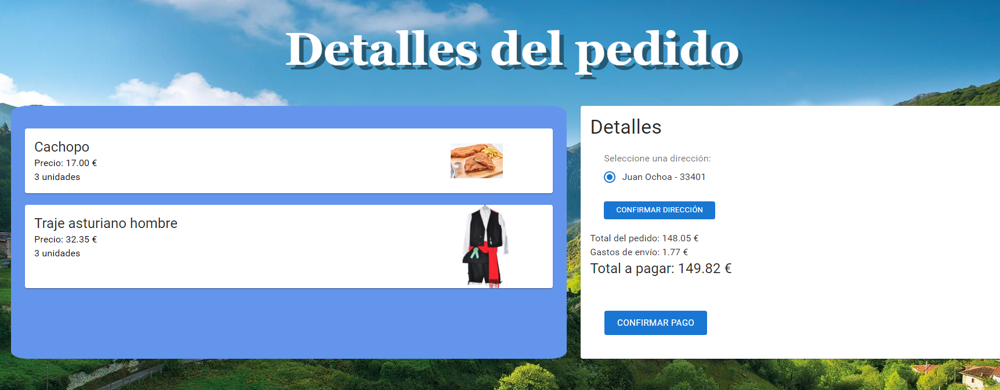 Detalles del pedido
Cachopo
Precio: 17.00 €
3 unidades
Traje asturiano hombre
Precio: 32.35 €
3 unidades
Detalles
Seleccione una dirección:
Juan Ochoa - 33401
CONFIRMAR DIRECCIÓN
Total del pedido: 148.05 €
Gastos de envío: 1.77 €
Total a pagar: 149.82 €
CONFIRMAR PAGO